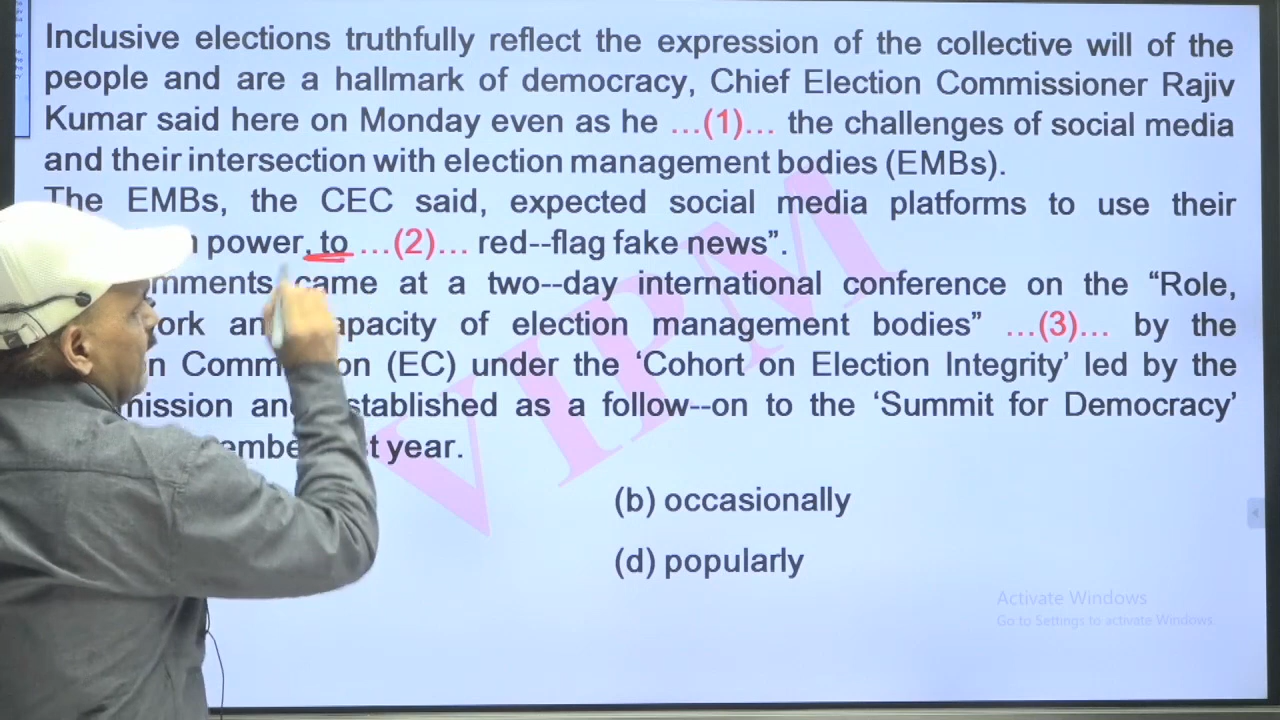 Inclusive elections truthfully reflect the expression of the collective will of the
people and are a hallmark of democracy, Chief Election Commissioner Rajiv
Kumar said here on Monday even as he ...(1)... the challenges of social media
and their intersection with election management bodies (EMBs).
The EMBs, the CEC said, expected social media platforms to use their
power, to ...(2)... red--flag fake news”.
came at a two--day international conference on the “Role,
of election management bodies” ...(3)... by the
(EC) under the ‘Cohort on Election Integrity’ led by the
as a follow--on to the ‘Summit for Democracy’
year.
(b) occasionally
(d) popularly
VIPM
Activate Windows
Go to Settings to activate Windows.